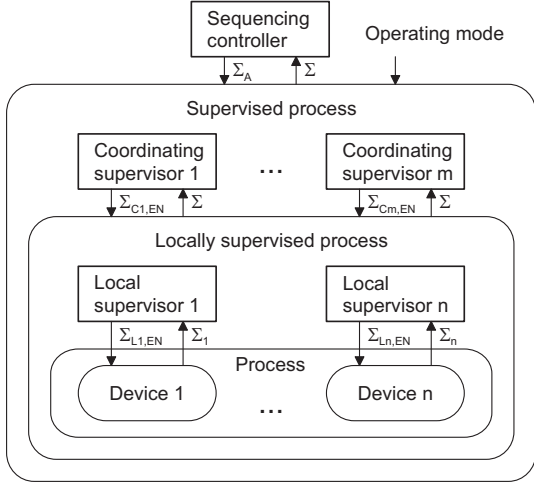 Sequencing
controller
Operating mode
Σ_A
Σ
Supervised process
Coordinating
supervisor 1
...
Coordinating
supervisor m
Σ_C1,EN
Σ
Σ_Cm,EN
Σ
Locally supervised process
Local
supervisor 1
Local
supervisor n
Σ_L1,EN
Σ_1
Σ_Ln,EN
Σ_n
Process
Device 1
...
Device n